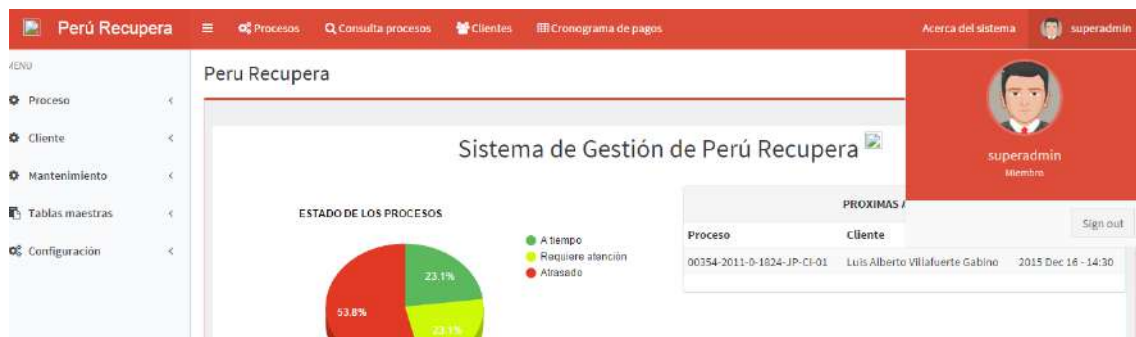 Perú Recupera
Procesos
Consulta procesos
Clientes
Cronograma de pagos
Acerca del sistema
superadmin
MENU
Proceso
Cliente
Mantenimiento
Tablas maestras
Configuración
Peru Recupera
Sistema de Gestión de Perú Recupera
ESTADO DE LOS PROCESOS
23.1%
53.8%
23.1%
A tiempo
Requiere atención
Atrasado
PROXIMAS
Proceso
Cliente
00354-2011-0-1824-JP-CI-01 Luis Alberto Villafuerte Gabino 2015 Dec 16 - 14:30
superadmin
Miembro
Sign out